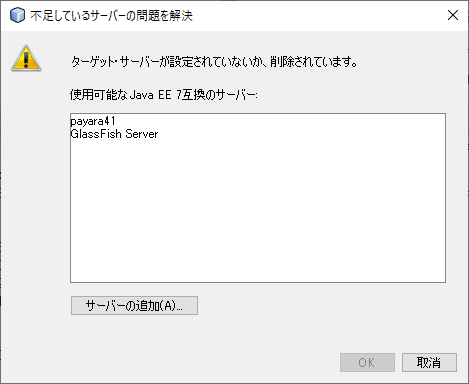 不足しているサーバーの問題を解決
ターゲット・サーバーが設定されていないか、削除されています。
使用可能なJava EE 7互換のサーバー:
payara41
GlassFish Server
サーバーの追加(A)...
OK
取消